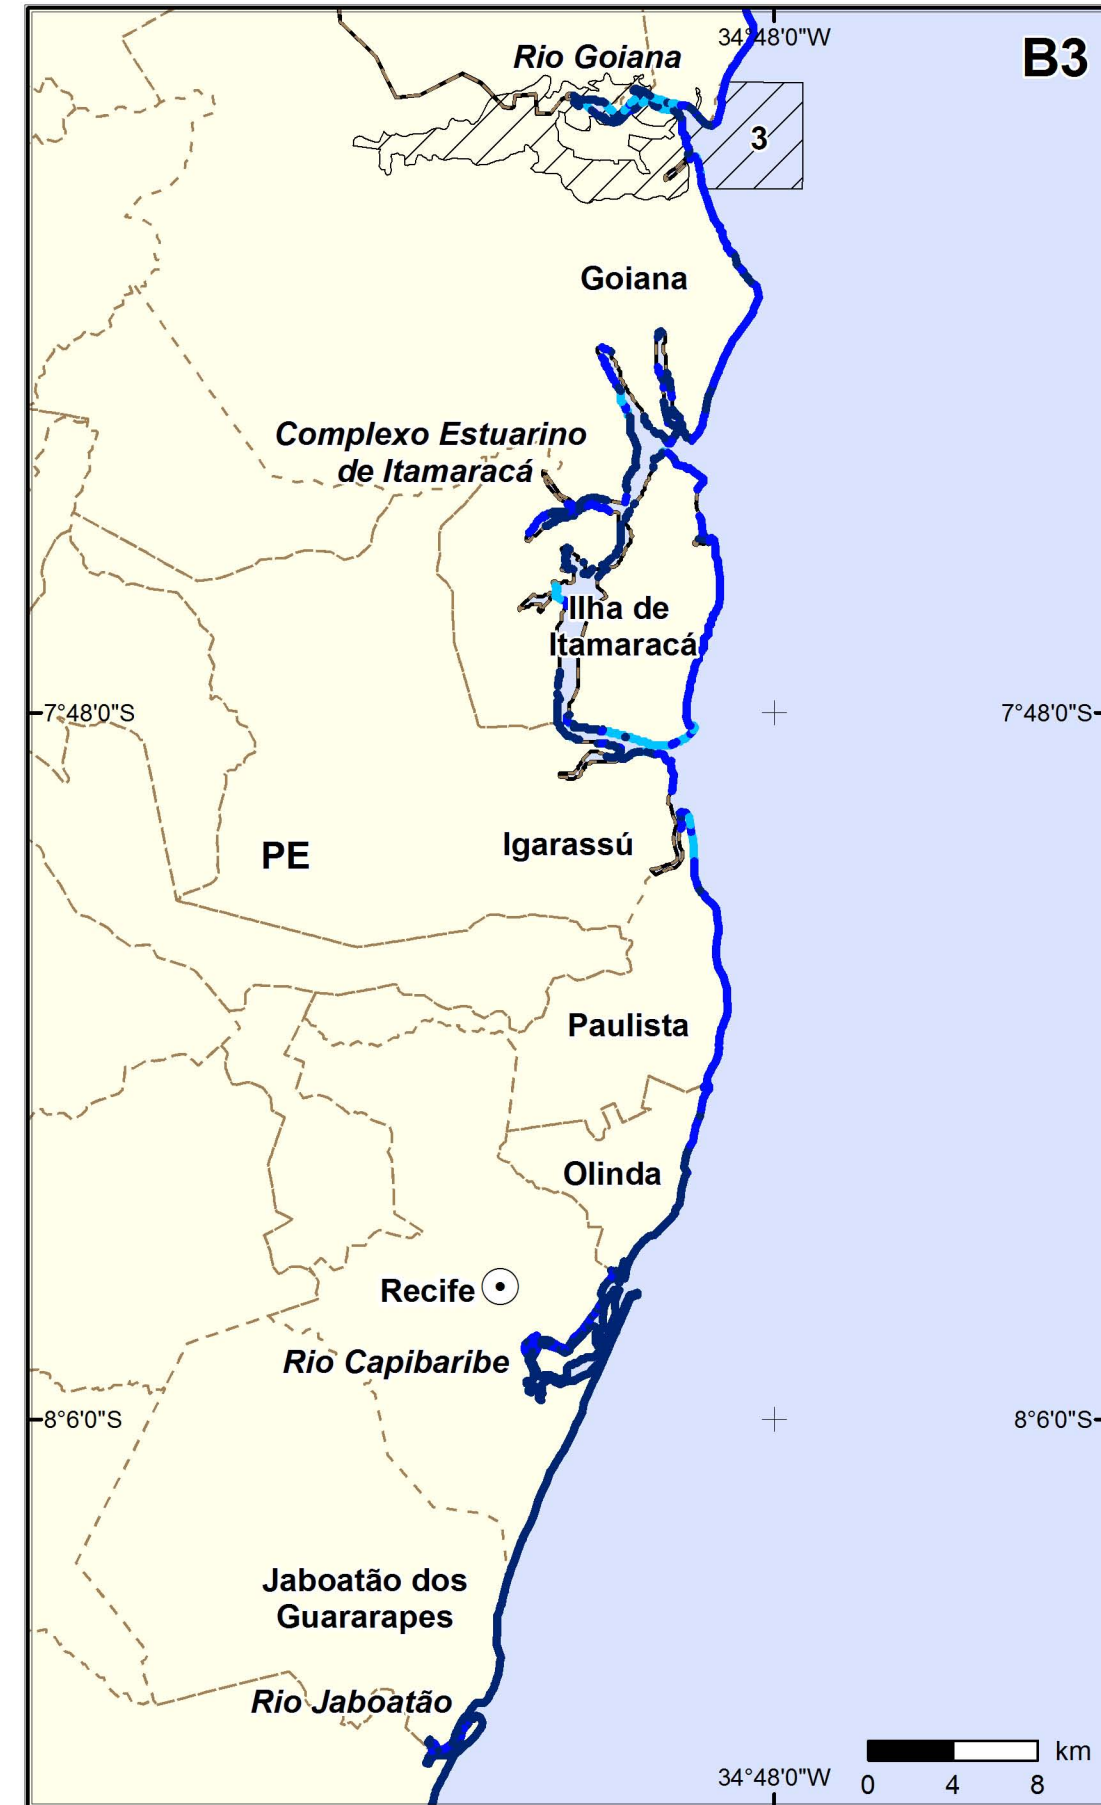 34°48'0"W
B3
Rio Goiana
3
Goiana
Complexo Estuarino
de Itamaracá
Ilha de
Itamaracá
7°48'0"S
7°48'0"S
Igarassú
PE
Paulista
Olinda
Recife
Rio Capibaribe
8°6'0"S
8°6'0"S
Jaboatão dos
Guararapes
Rio Jaboatão
34°48'0"W
km
0 4 8